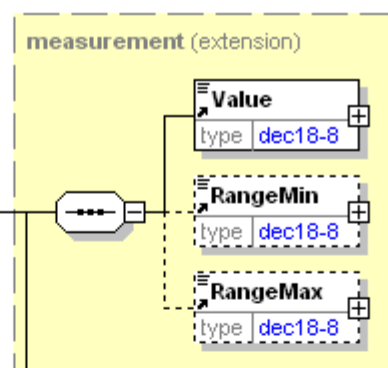 measurement (extension)
Value
type dec18-8
RangeMin
type dec18-8
RangeMax
type dec18-8